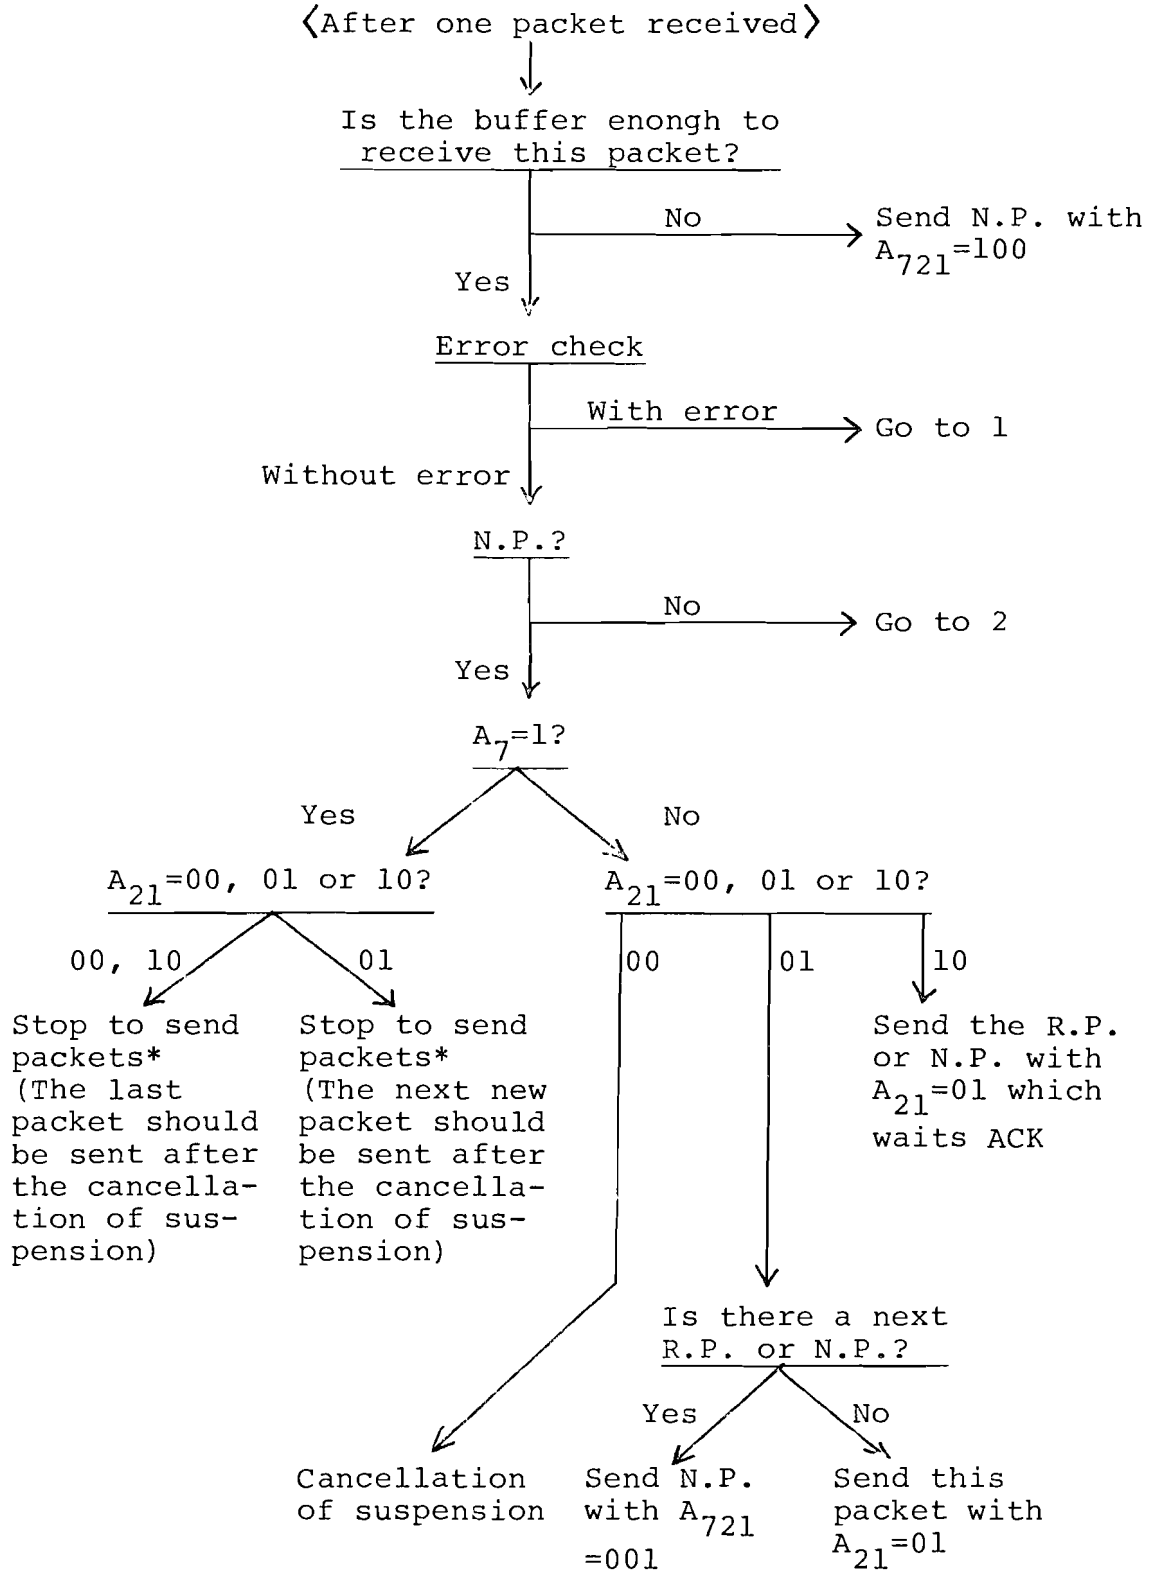 〈After one packet received〉
Is the buffer enongh to
receive this packet?
No
Send N.P. with
A721=100
Yes
Error check
With error
Go to 1
Without error
N.P.?
No
Go to 2
Yes
A7=1?
Yes
No
A21=00, 01 or 10?
A21=00, 01 or 10?
00, 10
01
00
01
10
Stop to send
packets*
(The last
packet should
be sent after
the cancella-
tion of sus-
pension)
Stop to send
packets*
(The next new
packet should
be sent after
the cancella-
tion of sus-
pension)
Send the R.P.
or N.P. with
A21=01 which
waits ACK
Is there a next
R.P. or N.P.?
Yes
No
Cancellation
of suspension
Send N.P.
with A721
=001
Send this
packet with
A21=01